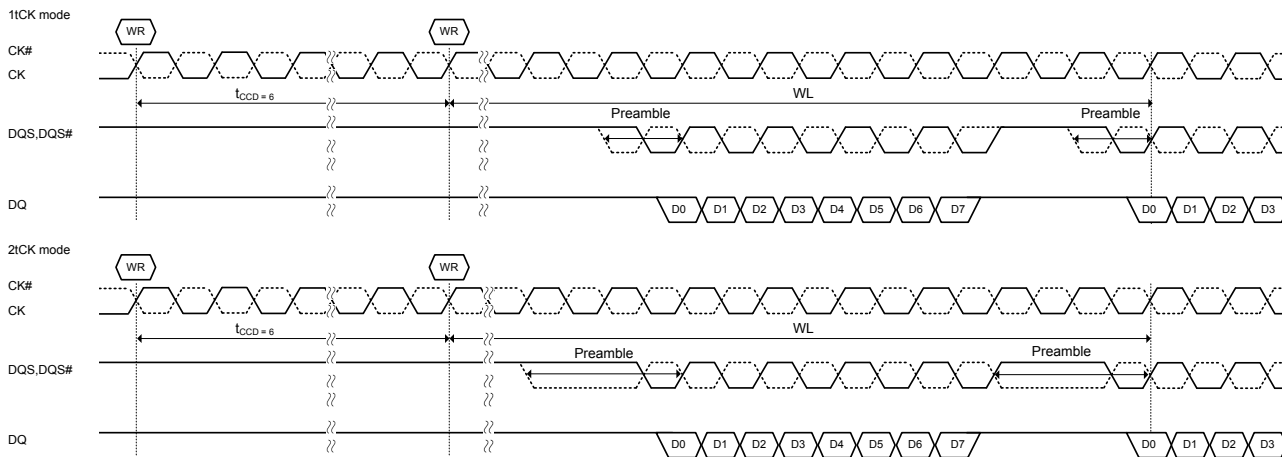 1tCK mode
WR WR
CK#
CK
tCCD = 6 WL
Preamble Preamble
DQS,DQS#
DQ
D0 D1 D2 D3 D4 D5 D6 D7 D0 D1 D2 D3
2tCK mode
WR WR
CK#
CK
tCCD = 6 WL
Preamble Preamble
DQS,DQS#
DQ
D0 D1 D2 D3 D4 D5 D6 D7 D0 D1 D2 D3